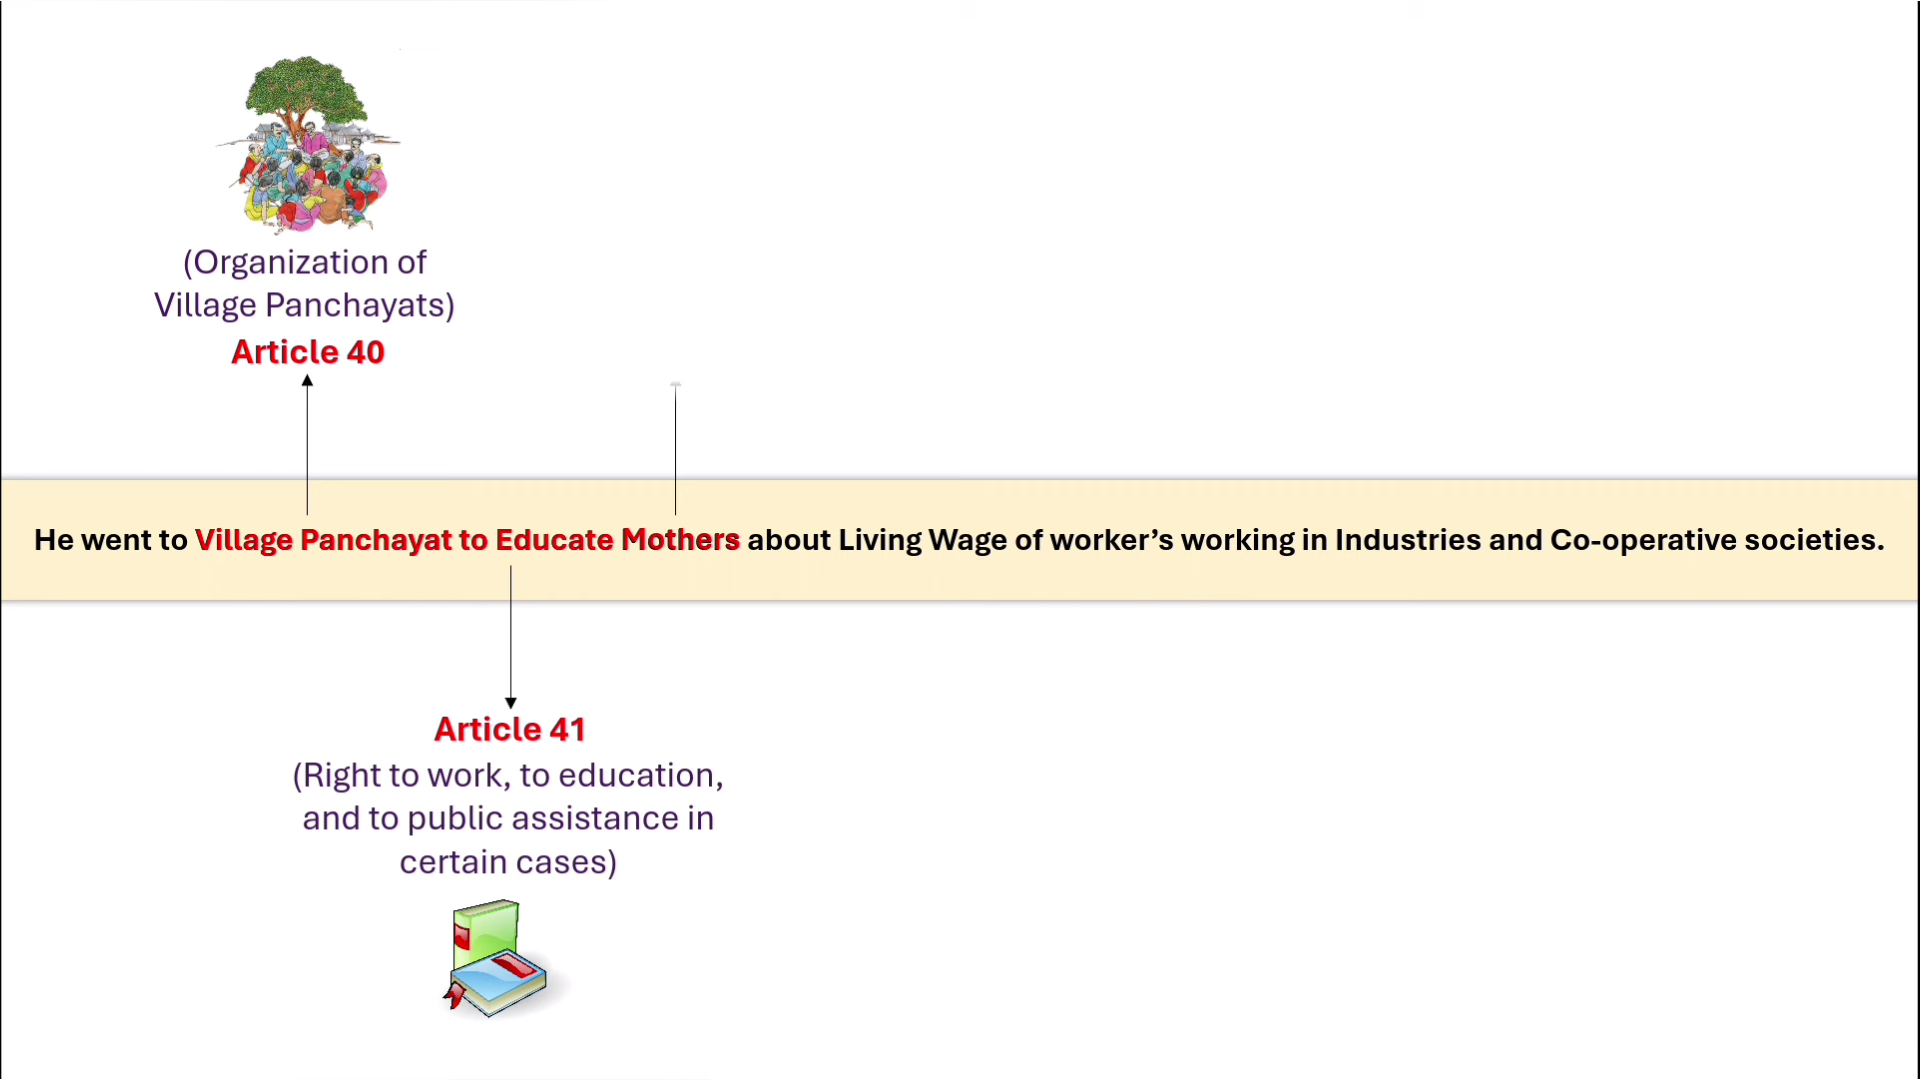 (Organization of
Village Panchayats)
Article 40
He went to Village Panchayat to Educate Mothers about Living Wage of worker’s working in Industries and Co-operative societies.
Article 41
(Right to work, to education,
and to public assistance in
certain cases)